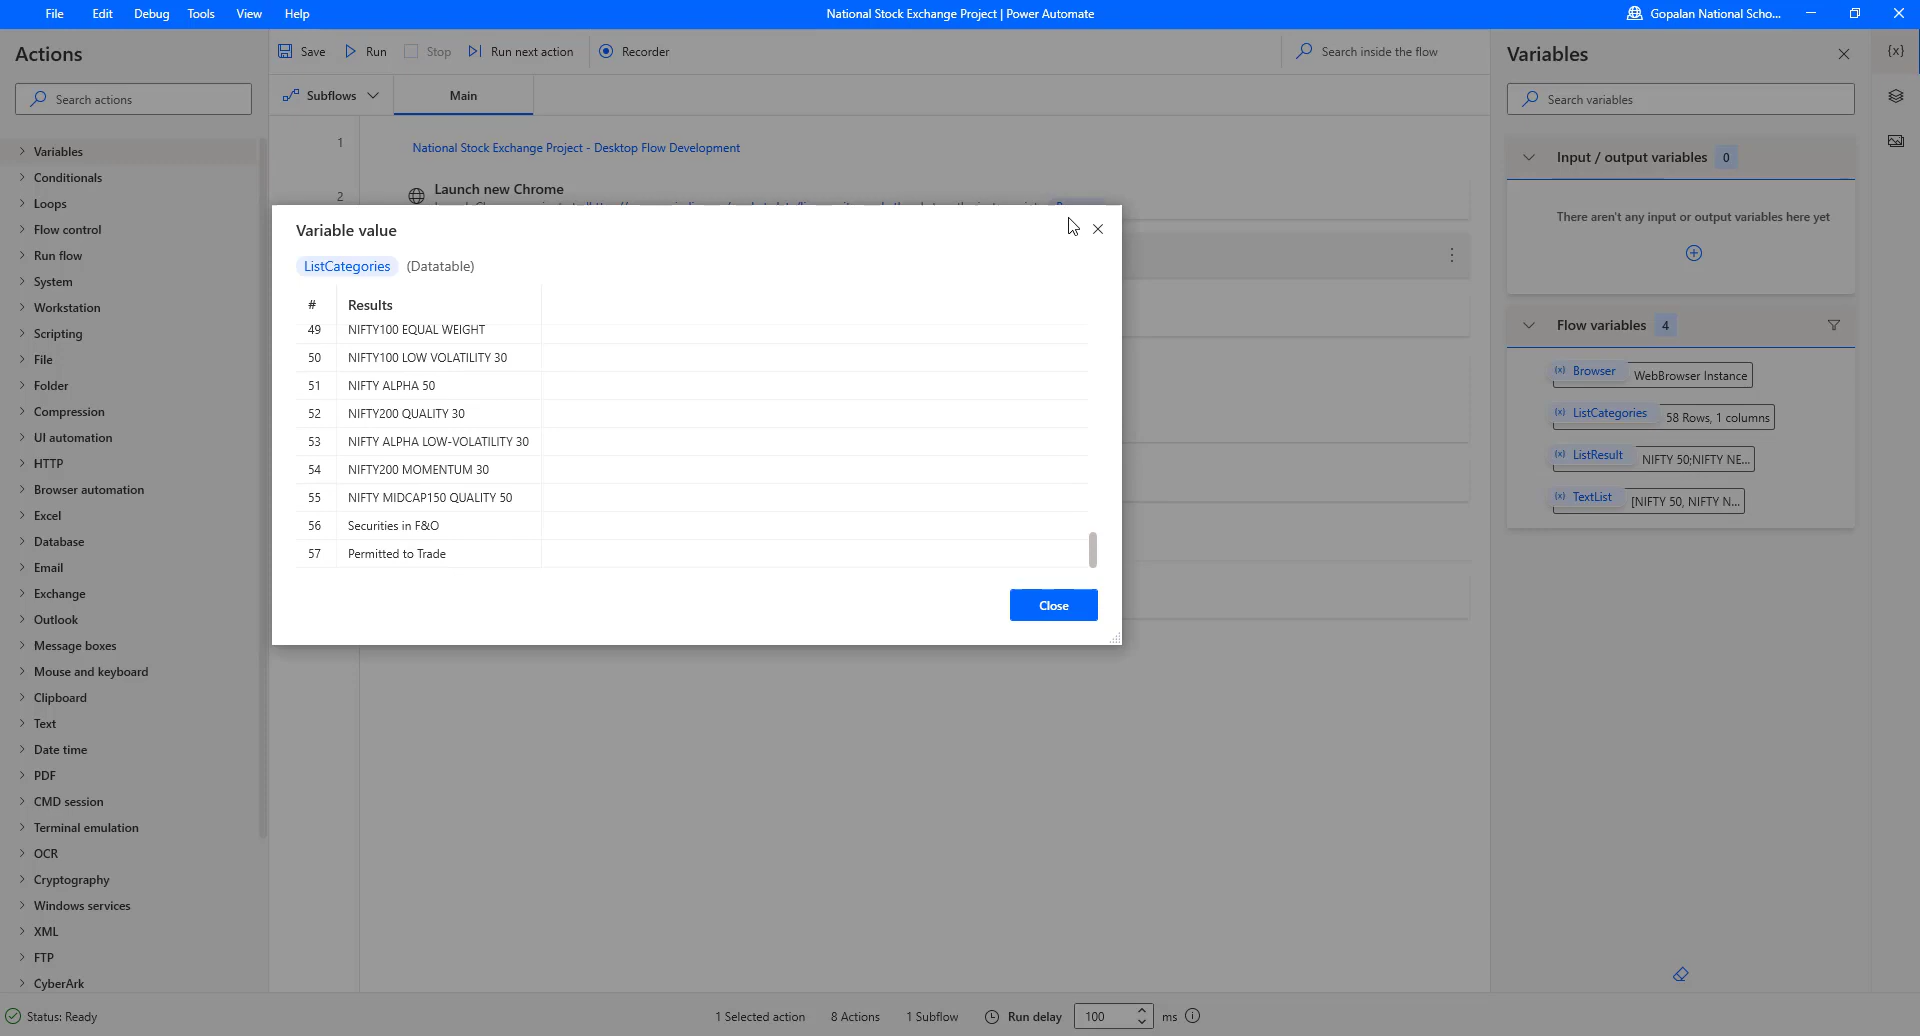 File Edit Debug Tools View Help
National Stock Exchange Project | Power Automate
Gopalan National Scho...
Actions
Search actions
Variables
Conditionals
Loops
Flow control
Run flow
System
Workstation
Scripting
File
Folder
Compression
UI automation
HTTP
Browser automation
Excel
Database
Email
Exchange
Outlook
Message boxes
Mouse and keyboard
Clipboard
Text
Date time
PDF
CMD session
Terminal emulation
OCR
Cryptography
Windows services
XML
FTP
CyberArk
Save Run Stop Run next action Recorder
Search inside the flow
Subflows Main
1 National Stock Exchange Project - Desktop Flow Development
2 Launch new Chrome
Variable value
ListCategories (Datatable)
# Results
49 NIFTY100 EQUAL WEIGHT
50 NIFTY100 LOW VOLATILITY 30
51 NIFTY ALPHA 50
52 NIFTY200 QUALITY 30
53 NIFTY ALPHA LOW-VOLATILITY 30
54 NIFTY200 MOMENTUM 30
55 NIFTY MIDCAP150 QUALITY 50
56 Securities in F&O
57 Permitted to Trade
Close
Variables
{x}
Search variables
Input / output variables 0
There aren't any input or output variables here yet
Flow variables 4
(x) Browser WebBrowser Instance
(x) ListCategories 58 Rows, 1 columns
(x) ListResult NIFTY 50;NIFTY NE...
(x) TextList [NIFTY 50, NIFTY N...
Status: Ready
1 Selected action 8 Actions 1 Subflow Run delay 100 ms